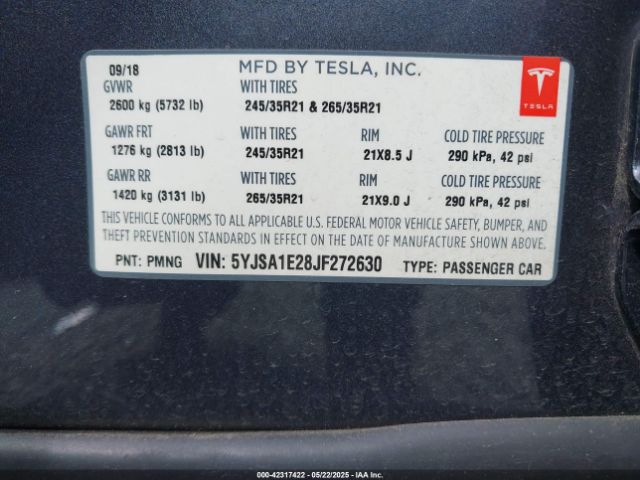 09/18 MFD BY TESLA, INC.
GVWR WITH TIRES
2600 kg (5732 lb) 245/35R21 & 265/35R21
TESLA
GAWR FRT WITH TIRES RIM COLD TIRE PRESSURE
1276 kg (2813 lb) 245/35R21 21X8.5 J 290 kPa, 42 psi
GAWR RR WITH TIRES RIM COLD TIRE PRESSURE
1420 kg (3131 lb) 265/35R21 21X9.0 J 290 kPa, 42 psi
THIS VEHICLE CONFORMS TO ALL APPLICABLE U.S. FEDERAL MOTOR VEHICLE SAFETY, BUMPER, AND
THEFT PREVENTION STANDARDS IN EFFECT ON THE DATE OF MANUFACTURE SHOWN ABOVE.
PNT: PMNG VIN: 5YJSA1E28JF272630 TYPE: PASSENGER CAR
000-42317422 - 05/22/2025 - IAAI.COM